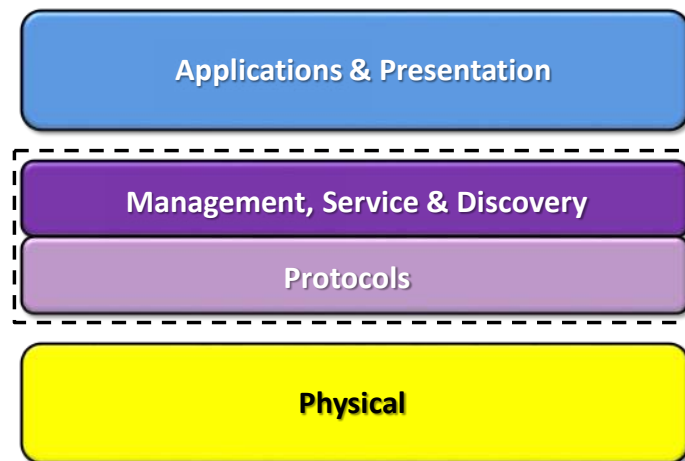 Applications & Presentation
Management, Service & Discovery
Protocols
Physical